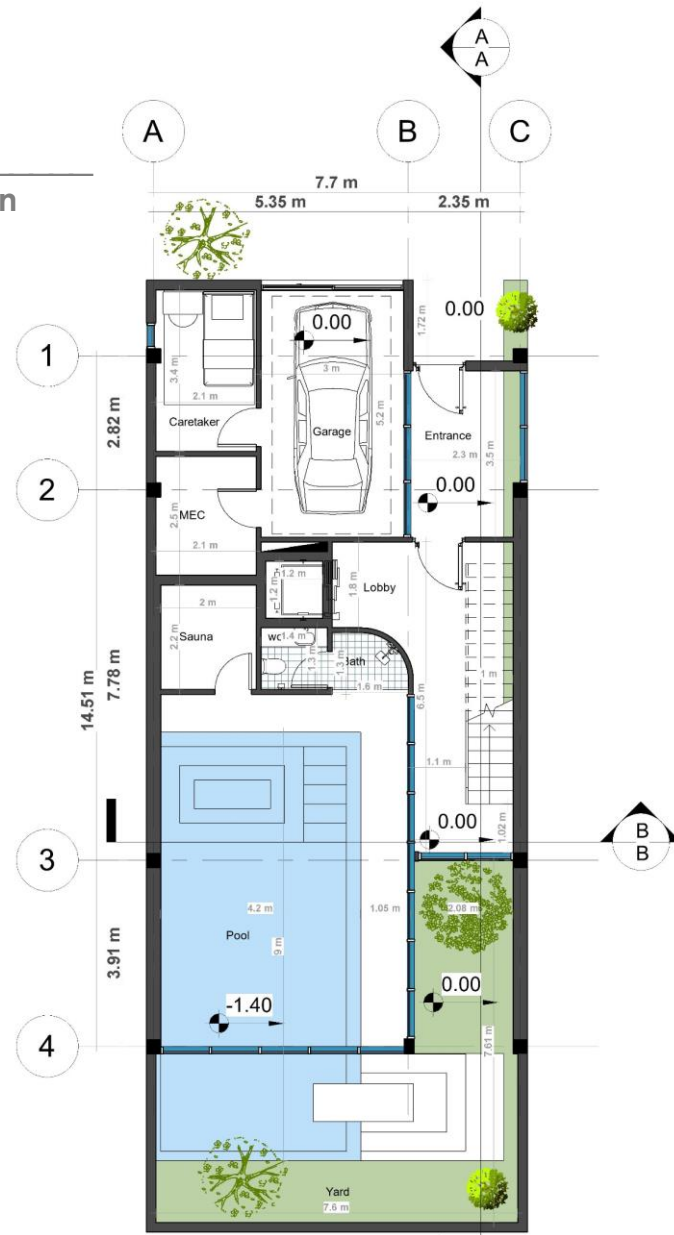 A
A
A
B
C
7.7 m
n
5.35 m
2.35 m
0.00
1.72 m
0.00
1
3.4 m
3 m
2.1 m
2.82 m
Caretaker
Garage
5.2 m
Entrance
2.3 m
3.5 m
2
0.00
MEC
2.5 m
2.1 m
1.2 m
1.2 m
Lobby
1.8 m
2 m
Sauna
2.2 m
WC
1.4 m
1.3 m
1.3 m
Bath
1.6 m
1 m
14.51 m
7.78 m
6.5 m
1.1 m
0.00
1.02 m
B
B
3
4.2 m
1.05 m
2.08 m
Pool
9 m
3.91 m
-1.40
0.00
4
7.61 m
Yard
7.6 m